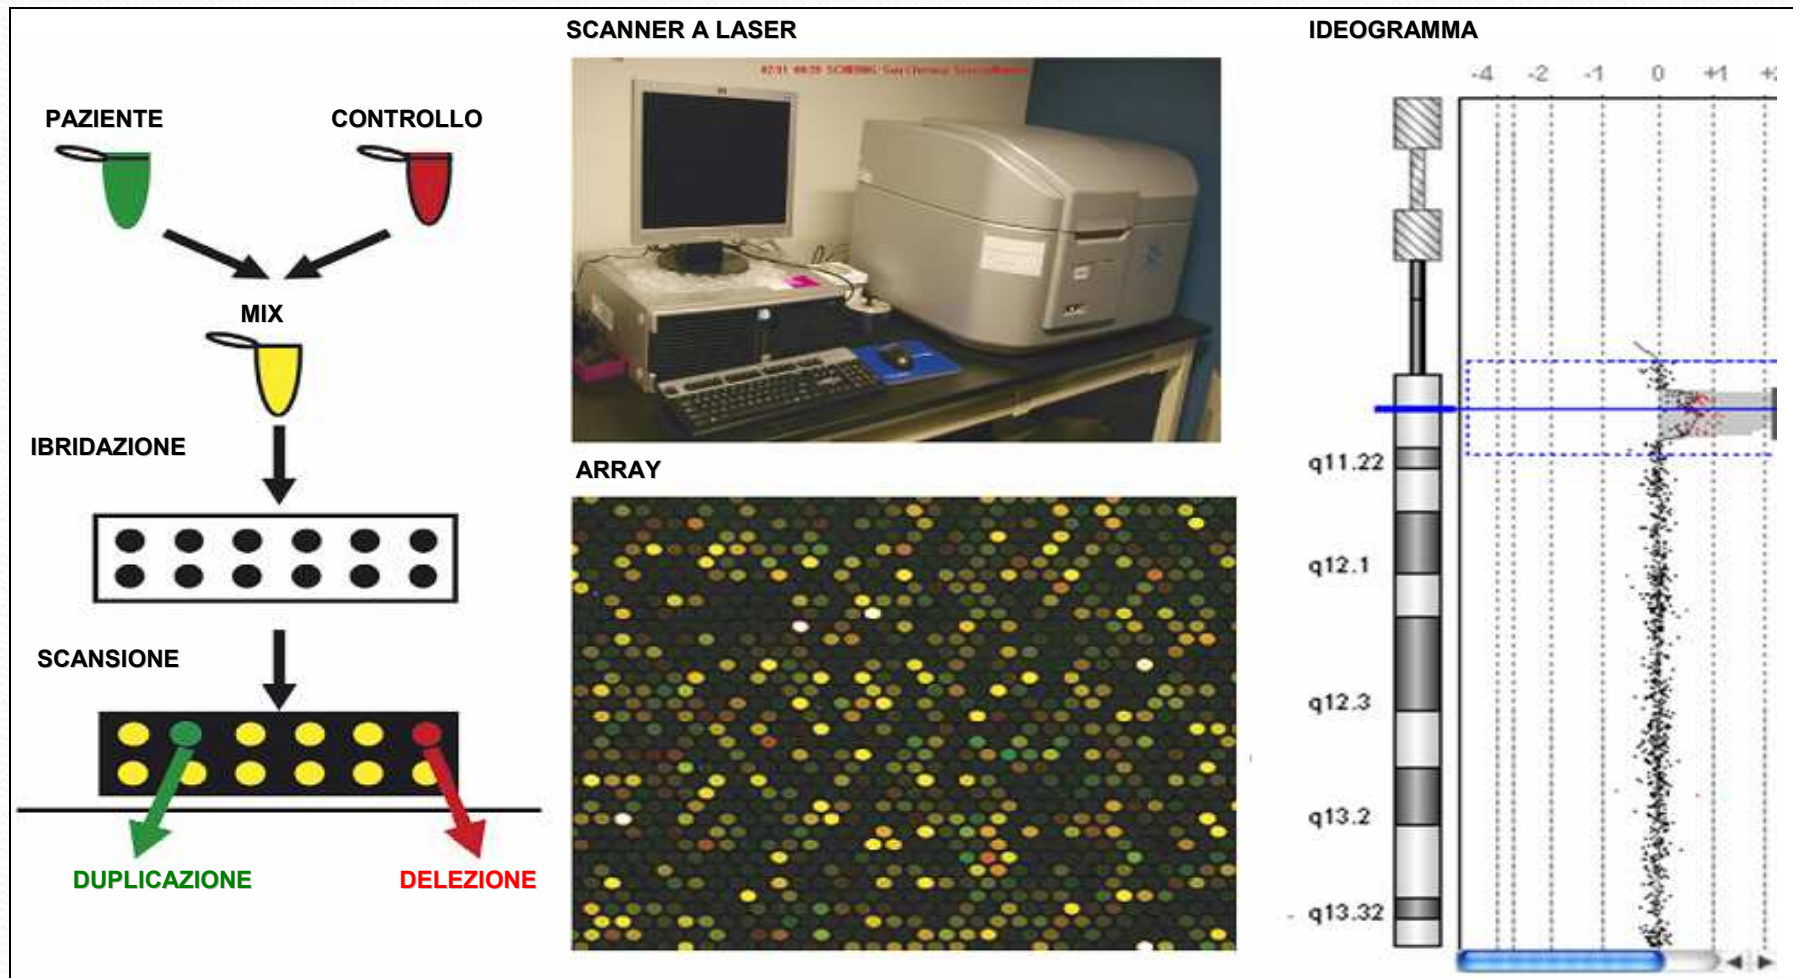 SCANNER A LASER
IDEOGRAMMA
PAZIENTE
CONTROLLO
MIX
IBRIDAZIONE
SCANSIONE
DUPLICAZIONE
DELEZIONE
ARRAY
-4 -2 -1 0 +1
q11.22
q12.1
q12.3
q13.2
q13.32